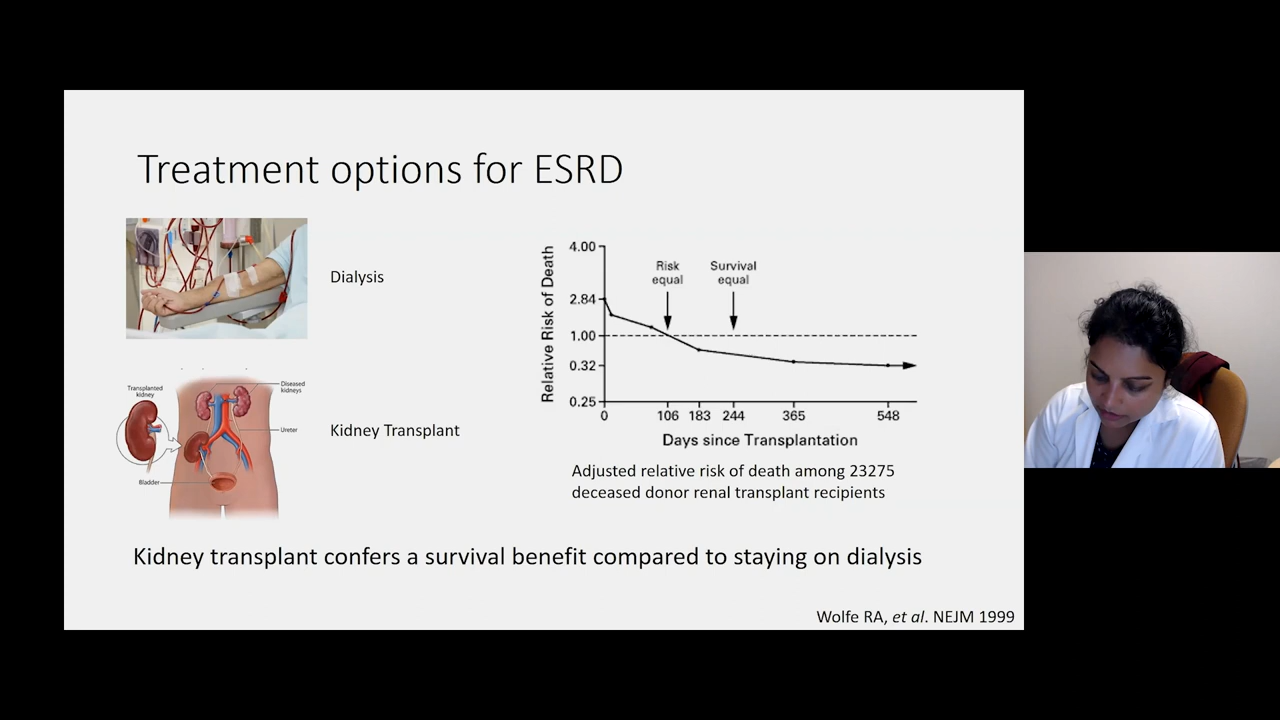 Treatment options for ESRD
Dialysis
Transplanted
kidney
Diseased
kidneys
Ureter
Bladder
Kidney Transplant
Relative Risk of Death
4.00
2.84
1.00
0.32
0.25
Risk
equal
Survival
equal
0 106 183 244 365 548
Days since Transplantation
Adjusted relative risk of death among 23275
deceased donor renal transplant recipients
Kidney transplant confers a survival benefit compared to staying on dialysis
Wolfe RA, et al. NEJM 1999